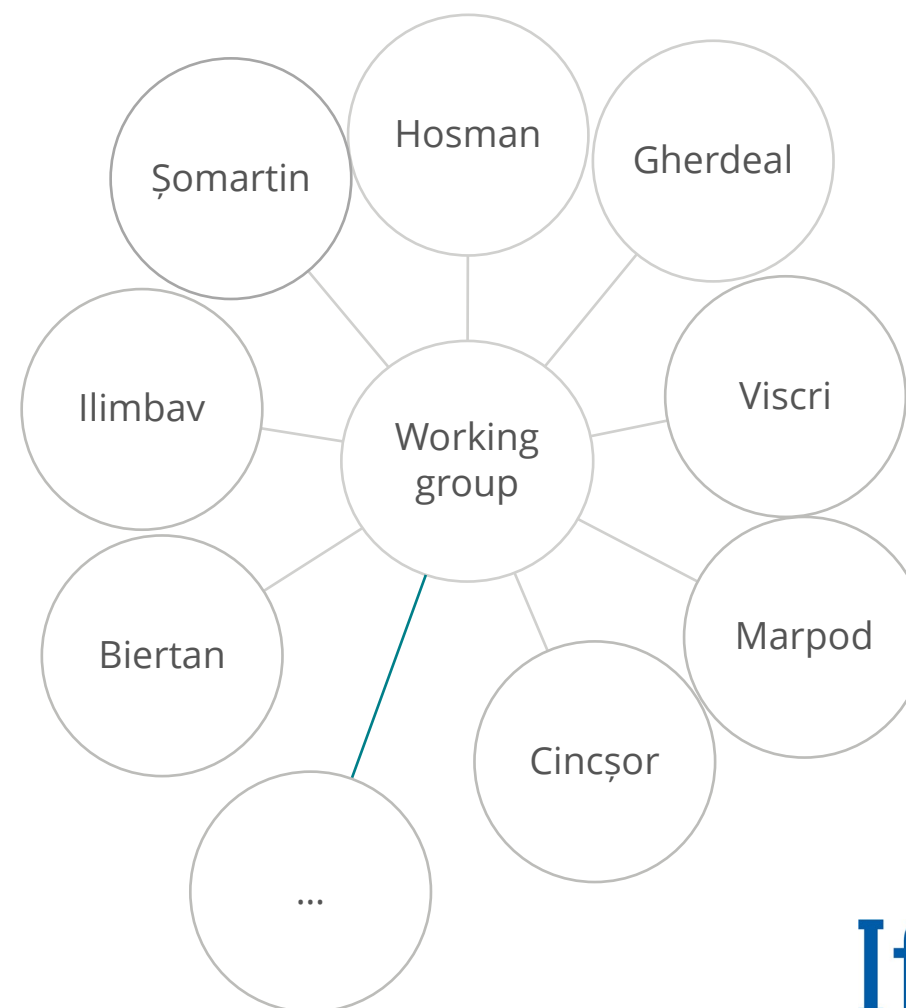 Hosman
Gherdeal
Șomartin
Viscri
Ilimbav
Working
group
Marpod
Biertan
Cincșor
...